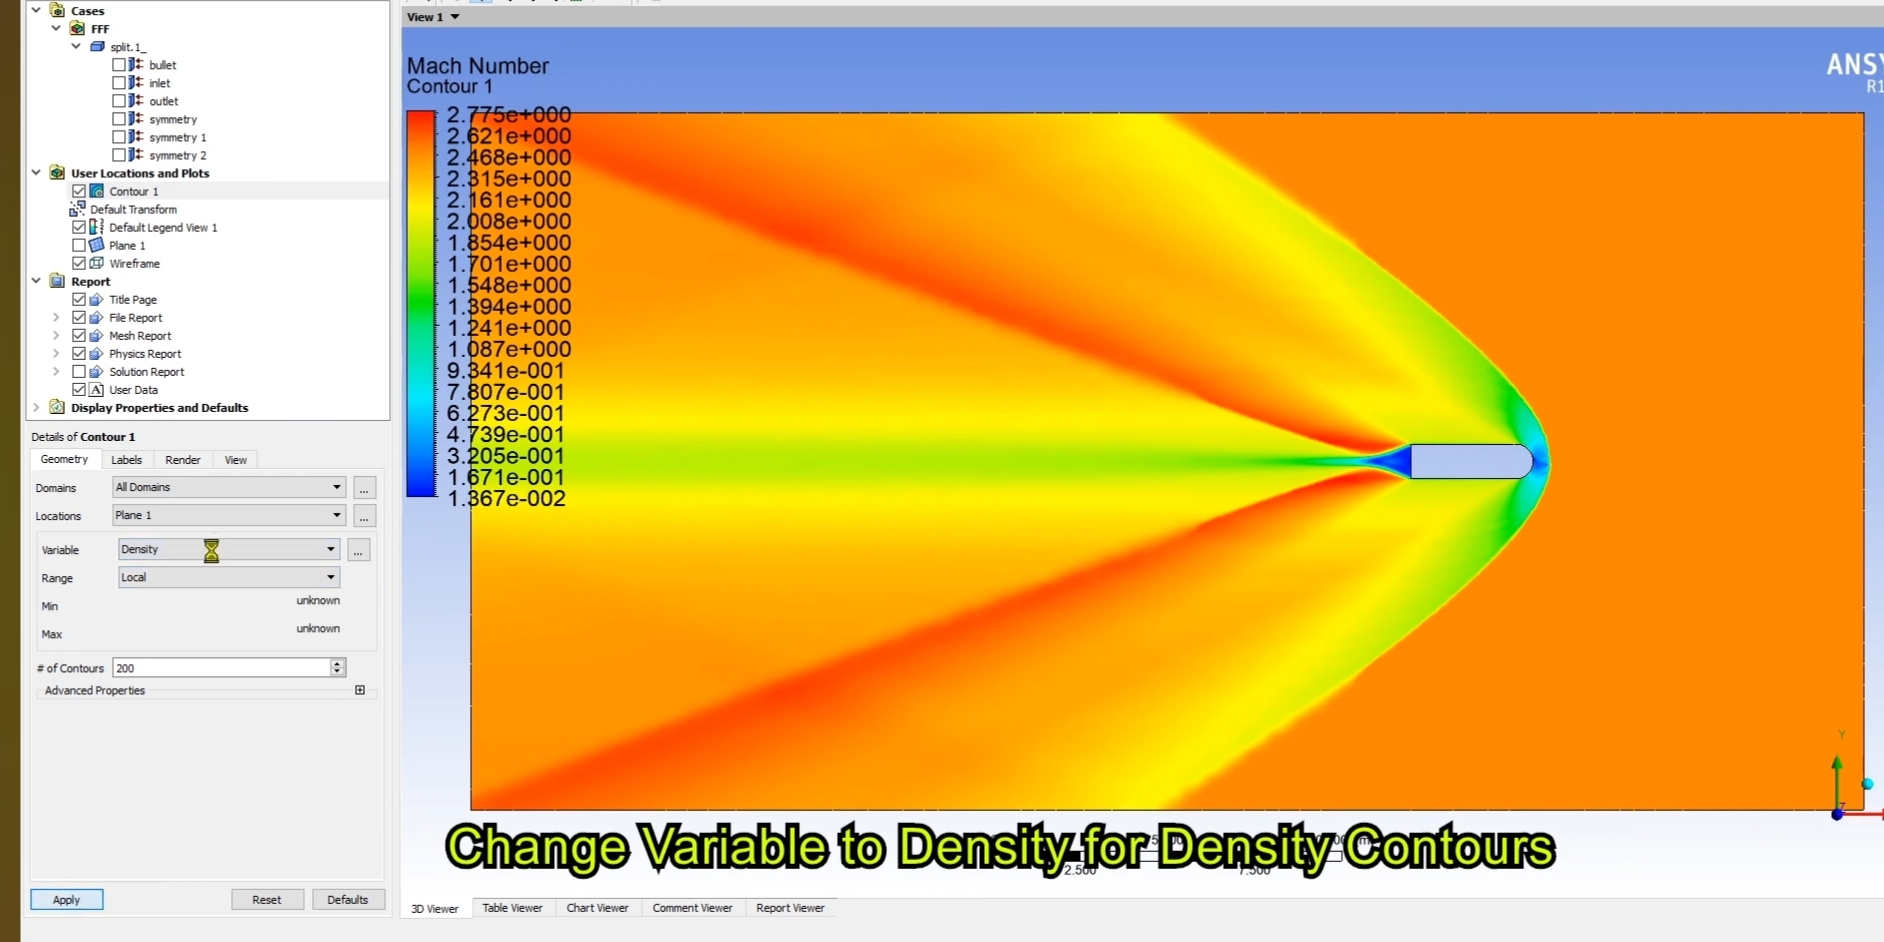 Cases
FFF
split.1_
bullet
inlet
outlet
symmetry
symmetry 1
symmetry 2
User Locations and Plots
Contour 1
Default Transform
Default Legend View 1
Plane 1
Wireframe
Report
Title Page
File Report
Mesh Report
Physics Report
Solution Report
User Data
Display Properties and Defaults
Details of Contour 1
Geometry Labels Render View
Domains All Domains ...
Locations Plane 1 ...
Variable Density ...
Range Local
Min unknown
Max unknown
# of Contours 200
Advanced Properties
Apply Reset Defaults
View 1
Mach Number
Contour 1
2.775e+000
2.621e+000
2.468e+000
2.315e+000
2.161e+000
2.008e+000
1.854e+000
1.701e+000
1.548e+000
1.394e+000
1.241e+000
1.087e+000
9.341e-001
7.807e-001
6.273e-001
4.739e-001
3.205e-001
1.671e-001
1.367e-002
ANSY
R1
Y
Z
Change Variable to Density for Density Contours
2.500 7.500
3D Viewer Table Viewer Chart Viewer Comment Viewer Report Viewer